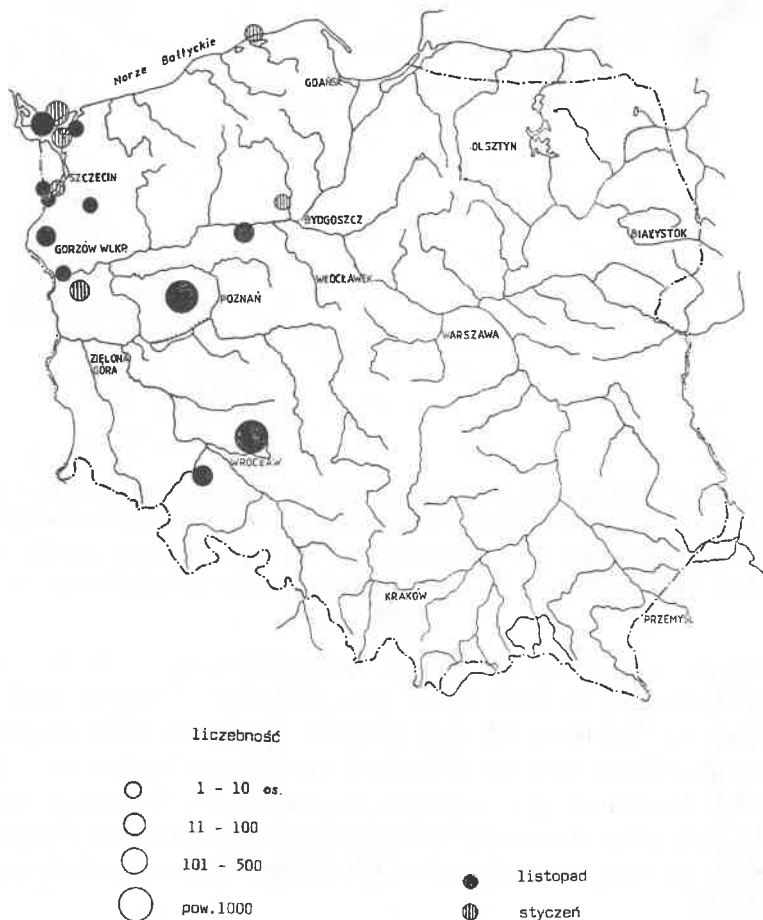 Norze Bałtyckie
GDAŃSK
OLSZTYN
SZCZECIN
BYDGOSZCZ
BIAŁYSTOK
GORZÓW WLKP.
WŁOCŁAWEK
POZNAŃ
WARSZAWA
ZIELONA
GÓRA
WROCŁAW
KRAKÓW
PRZEMYŚL
liczebność
1 - 10 os.
11 - 100
101 - 500
pow.1000
listopad
styczeń